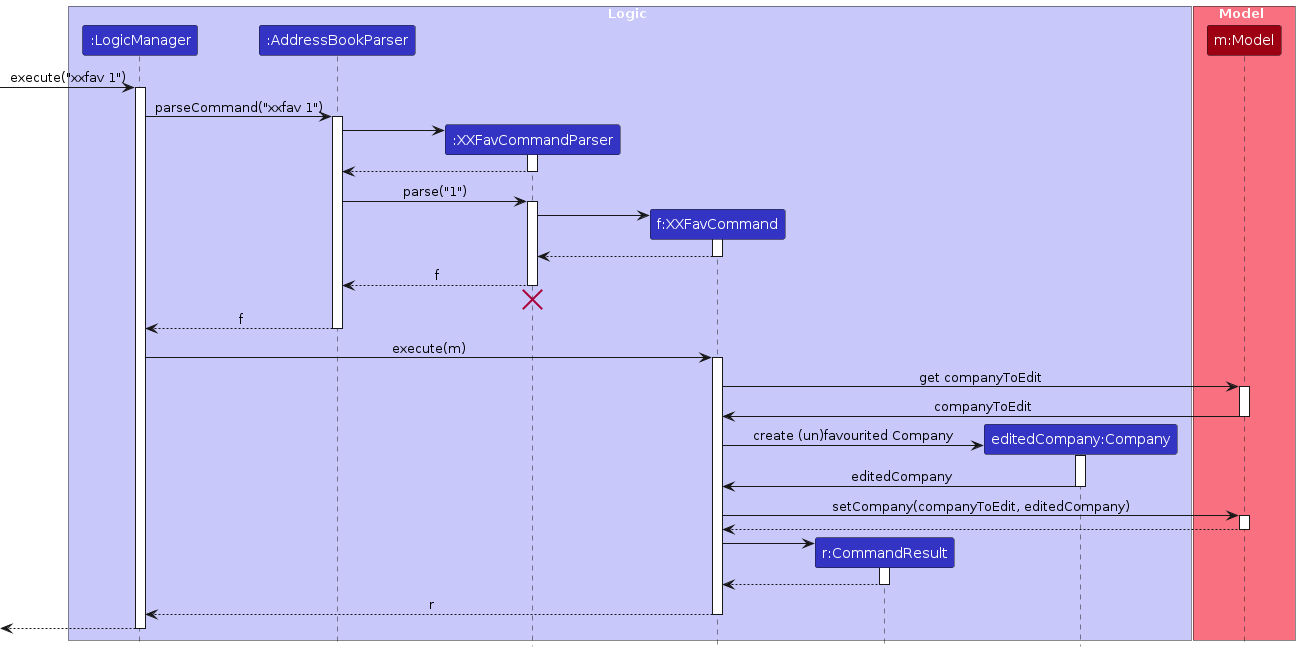 Logic
Model
:LogicManager
:AddressBookParser
m:Model
execute("xxfav 1")
parseCommand("xxfav 1")
:XXFavCommandParser
parse("1")
f:XXFavCommand
f
f
execute(m)
get companyToEdit
companyToEdit
create (un)favourited Company
editedCompany:Company
editedCompany
setCompany(companyToEdit, editedCompany)
r:CommandResult
r